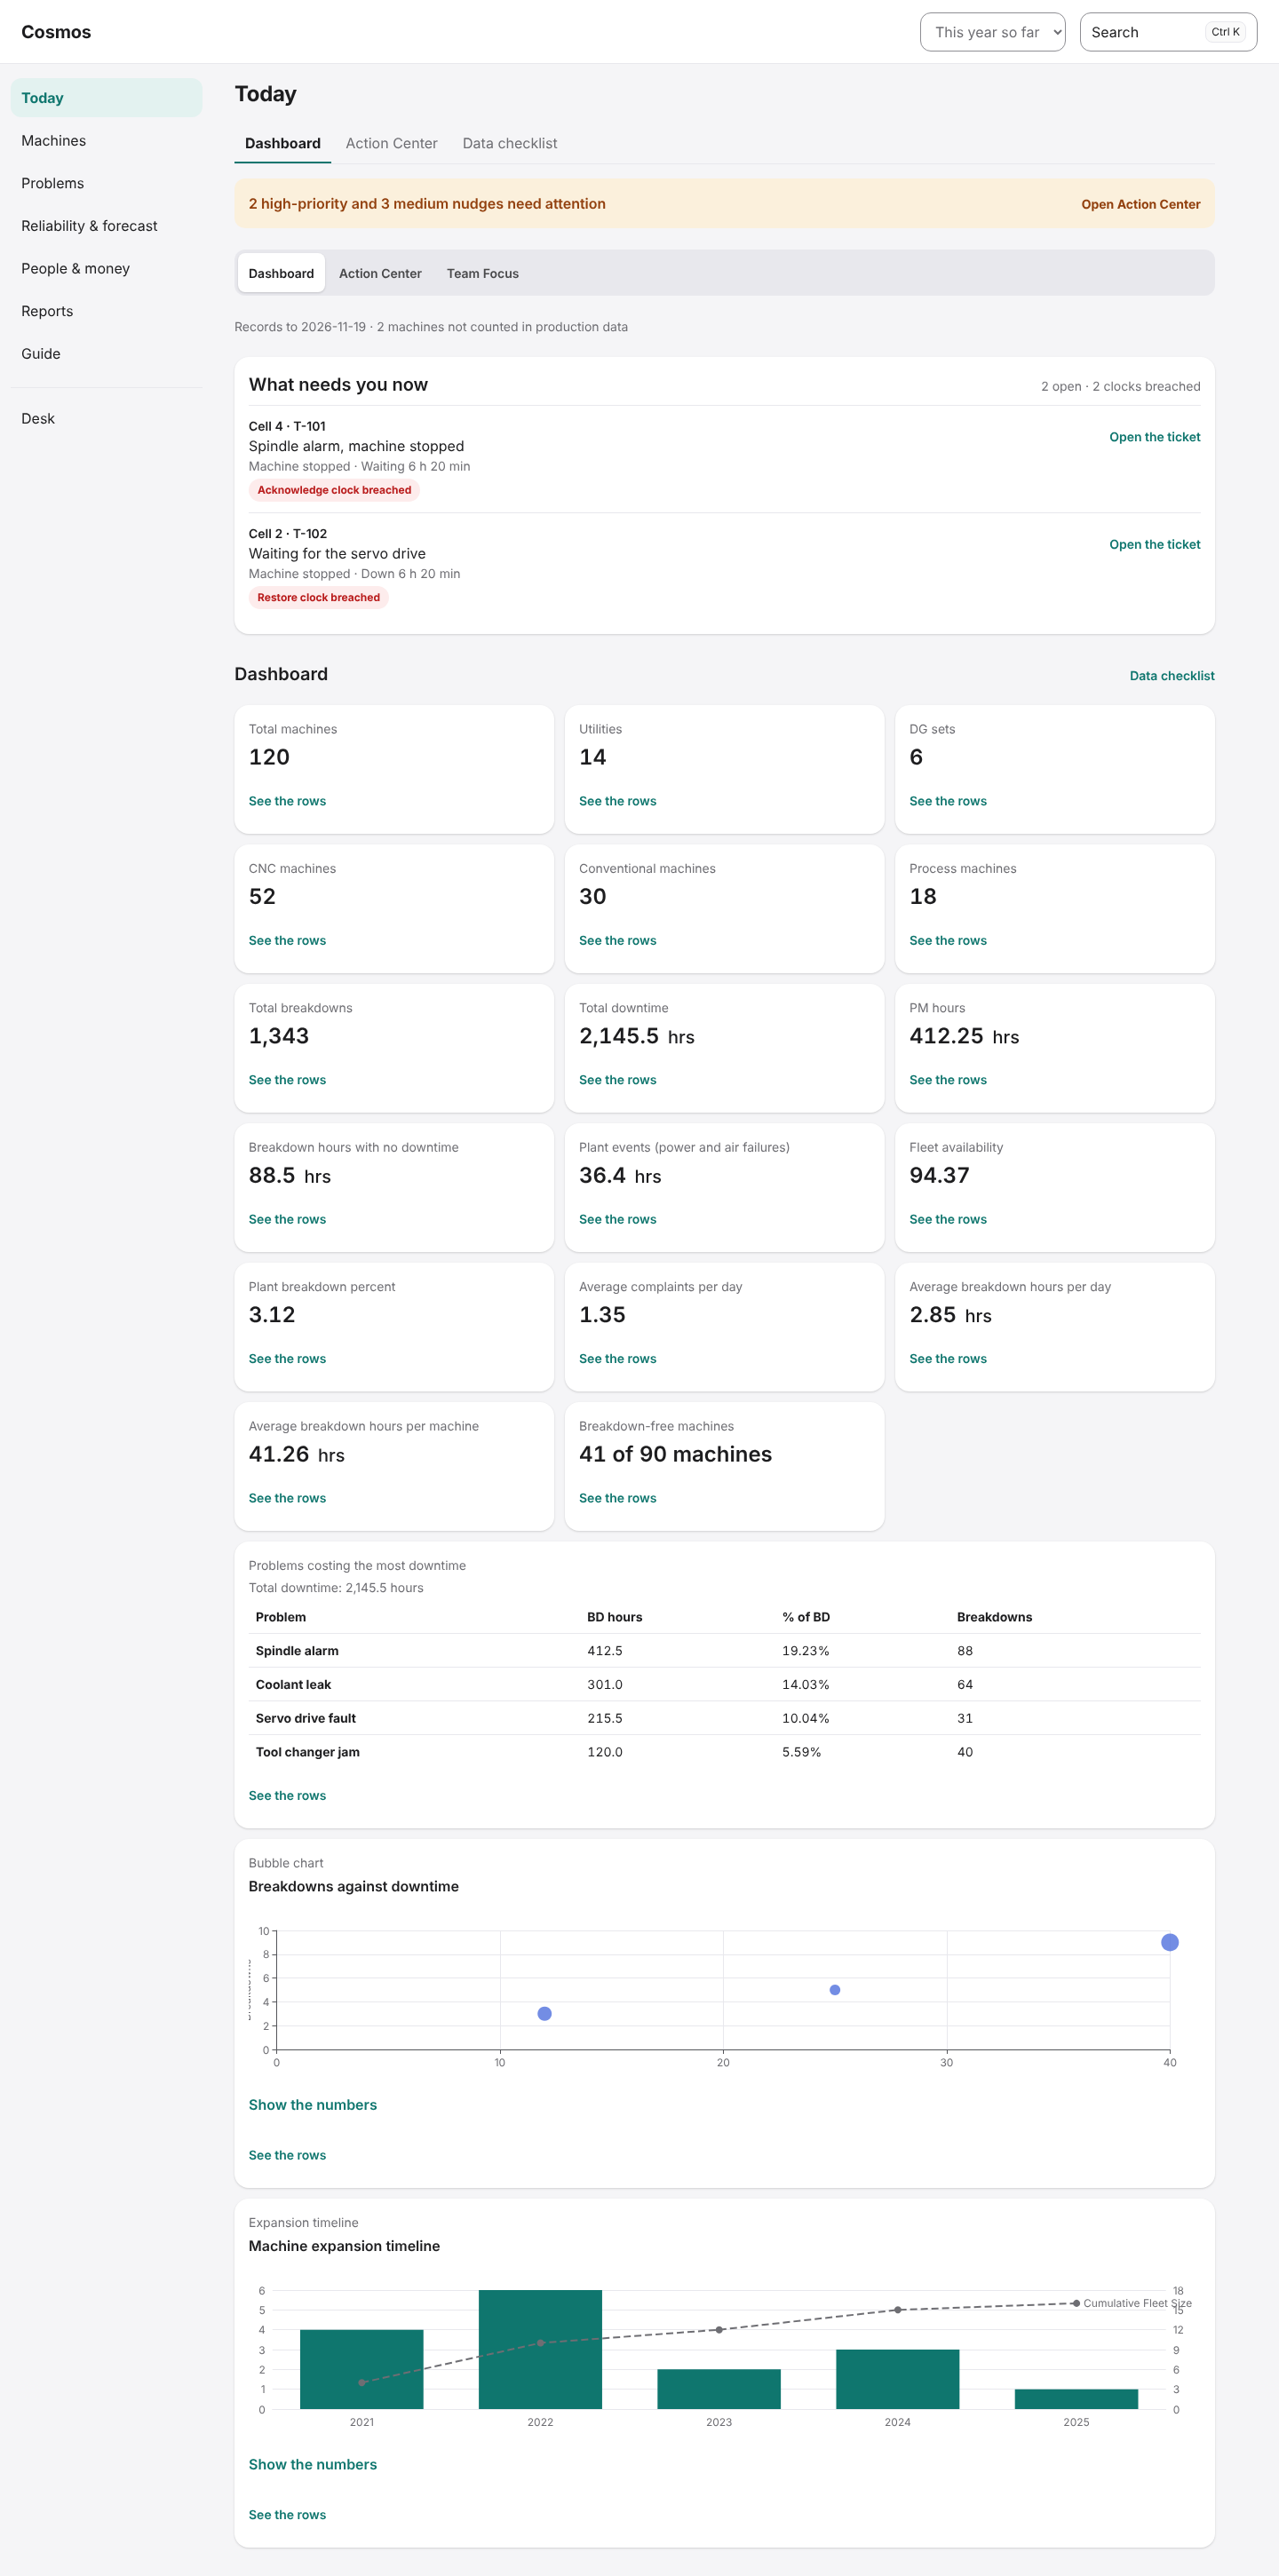 Cosmos
This year so far
Search
Ctrl K
Today
Machines
Problems
Reliability & forecast
People & money
Reports
Guide
Desk
Today
Dashboard
Action Center
Data checklist
2 high-priority and 3 medium nudges need attention
Open Action Center
Dashboard
Action Center
Team Focus
Records to 2026-11-19 · 2 machines not counted in production data
What needs you now
2 open · 2 clocks breached
Cell 4 · T-101
Spindle alarm, machine stopped
Machine stopped · Waiting 6 h 20 min
Acknowledge clock breached
Open the ticket
Cell 2 · T-102
Waiting for the servo drive
Machine stopped · Down 6 h 20 min
Restore clock breached
Open the ticket
Dashboard
Data checklist
Total machines
120
See the rows
Utilities
14
See the rows
DG sets
6
See the rows
CNC machines
52
See the rows
Conventional machines
30
See the rows
Process machines
18
See the rows
Total breakdowns
1,343
See the rows
Total downtime
2,145.5 hrs
See the rows
PM hours
412.25 hrs
See the rows
Breakdown hours with no downtime
88.5 hrs
See the rows
Plant events (power and air failures)
36.4 hrs
See the rows
Fleet availability
94.37
See the rows
Plant breakdown percent
3.12
See the rows
Average complaints per day
1.35
See the rows
Average breakdown hours per day
2.85 hrs
See the rows
Average breakdown hours per machine
41.26 hrs
See the rows
Breakdown-free machines
41 of 90 machines
See the rows
Problems costing the most downtime
Total downtime: 2,145.5 hours
Problem BD hours % of BD Breakdowns
Spindle alarm 412.5 19.23% 88
Coolant leak 301.0 14.03% 64
Servo drive fault 215.5 10.04% 31
Tool changer jam 120.0 5.59% 40
See the rows
Bubble chart
Breakdowns against downtime
10
8
6
4
2
0
0 10 20 30 40
Show the numbers
See the rows
Expansion timeline
Machine expansion timeline
6
5
4
3
2
1
0
18
15
12
9
6
3
0
Cumulative Fleet Size
2021 2022 2023 2024 2025
Show the numbers
See the rows